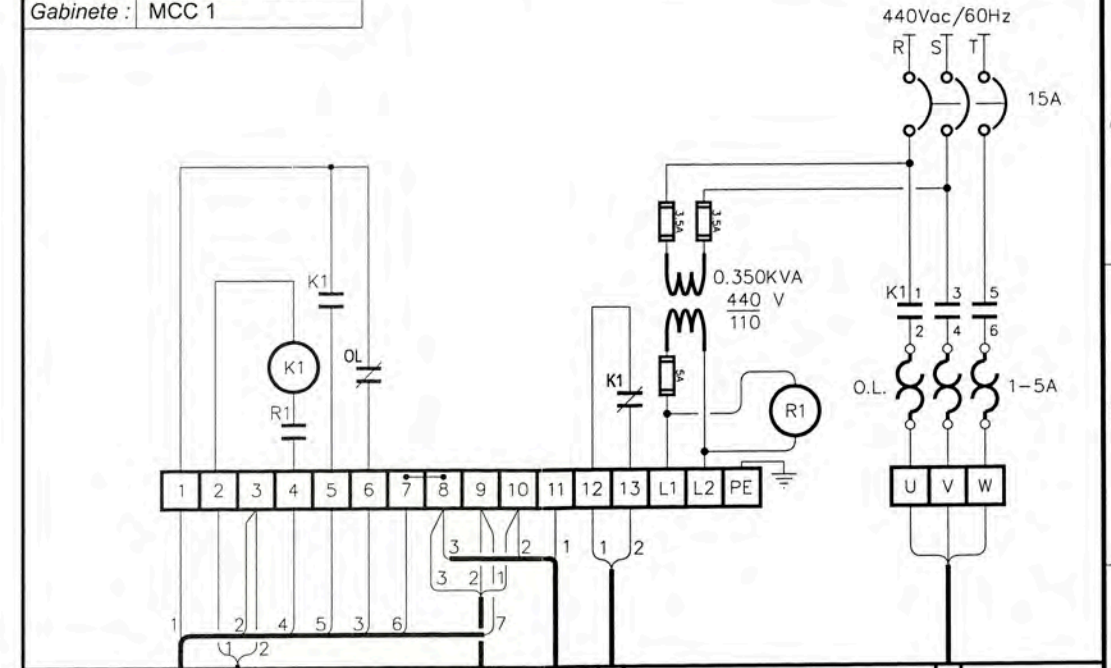 Gabinete : MCC 1
440Vac/60Hz
R S T
15A
3.5A 3.5A
0.350KVA
440 V
110
K1
K1 1 3 5
2 4 6
OL
K1
K1
5A
R1
O.L. 1-5A
R1
1 2 3 4 5 6 7 8 9 10 11 12 13 L1 L2 PE
U V W
3 2 1 1 2
3 2 1
1 2 4 5 3 6 7
1 2